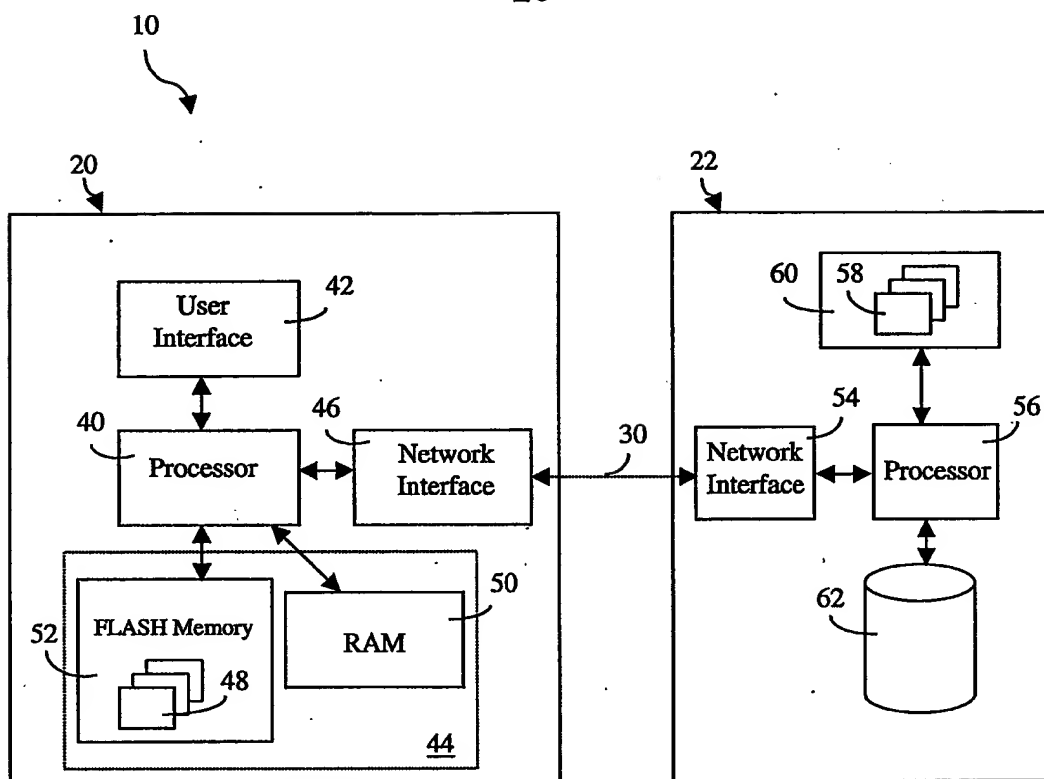 10
20
22
User
Interface
42
60
58
40
Processor
46
Network
Interface
30
54
Network
Interface
56
Processor
52
FLASH Memory
48
50
RAM
44
62